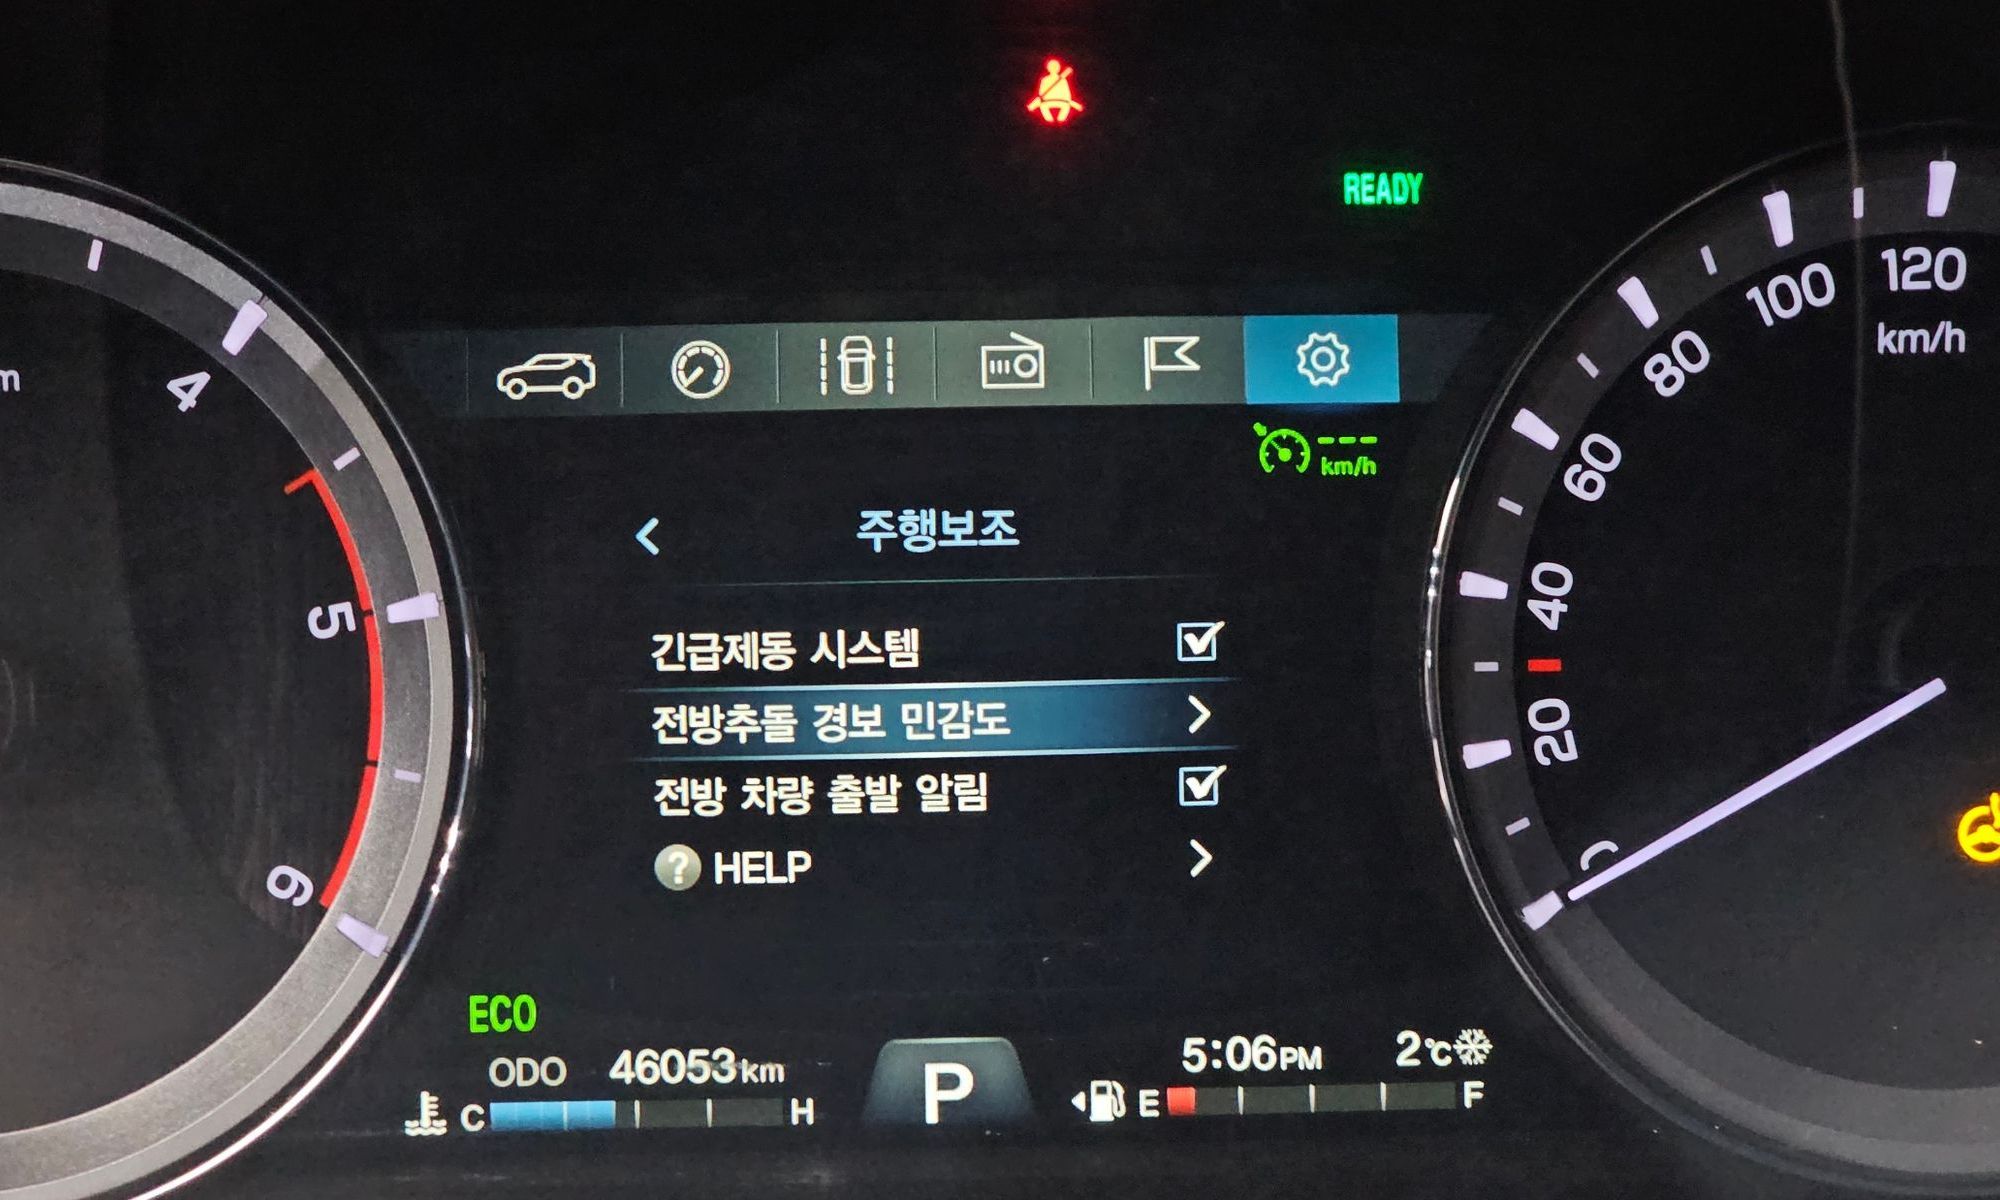 READY
120
100
km/h
80
60
40
20
4
5
6
m
--- km/h
주행보조
긴급제동 시스템
전방추돌 경보 민감도
전방 차량 출발 알림
? HELP
ECO
ODO 46053 km
C H
P
5:06PM 2℃
E F